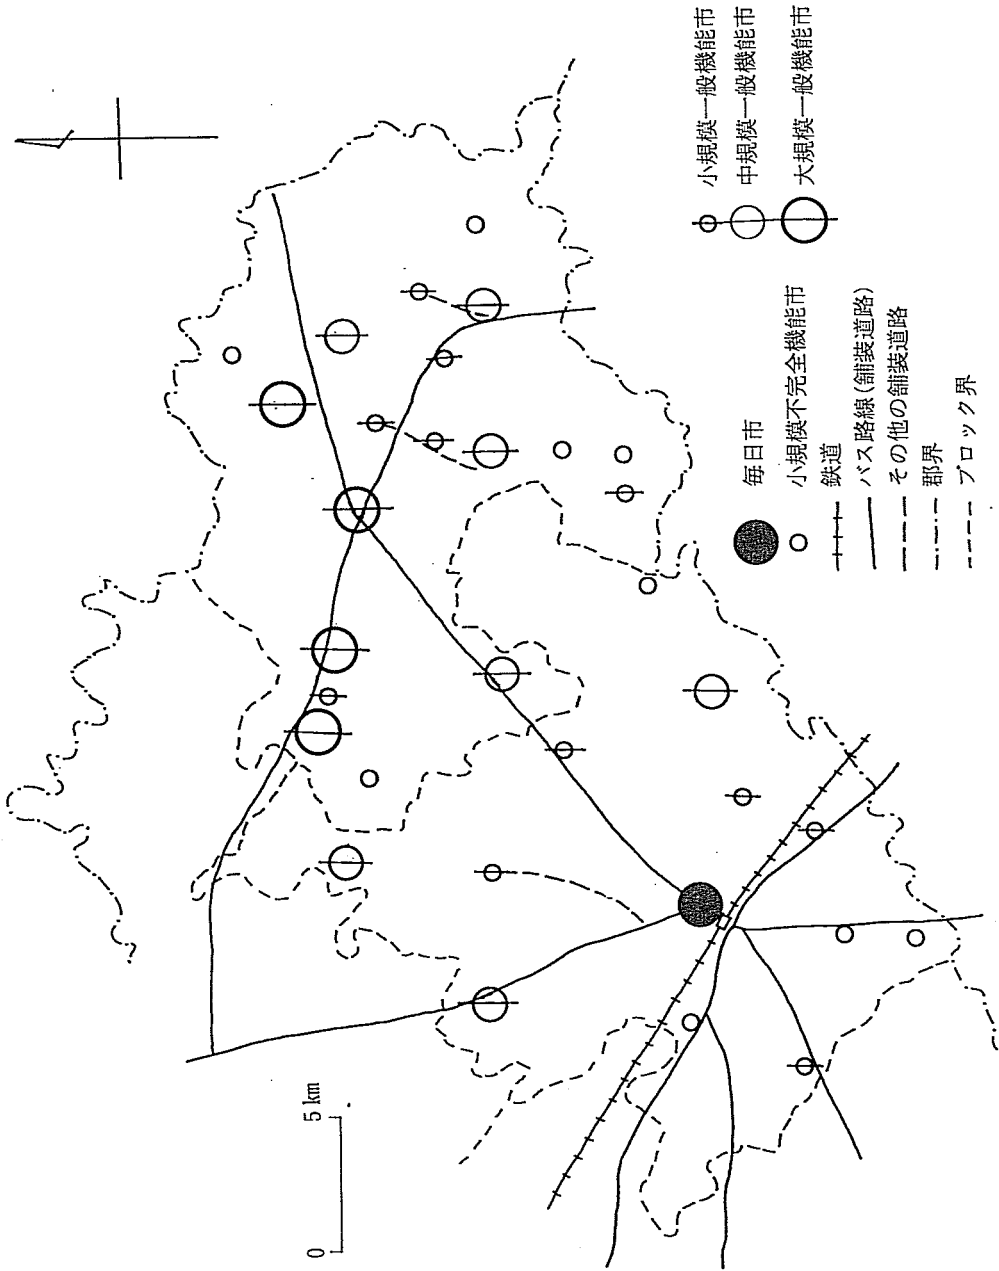 0 5 km
毎日市
小規模不完全機能市
鉄道
バス路線(舗装道路)
その他の舗装道路
郡界
ブロック界
小規模一般機能市
中規模一般機能市
大規模一般機能市